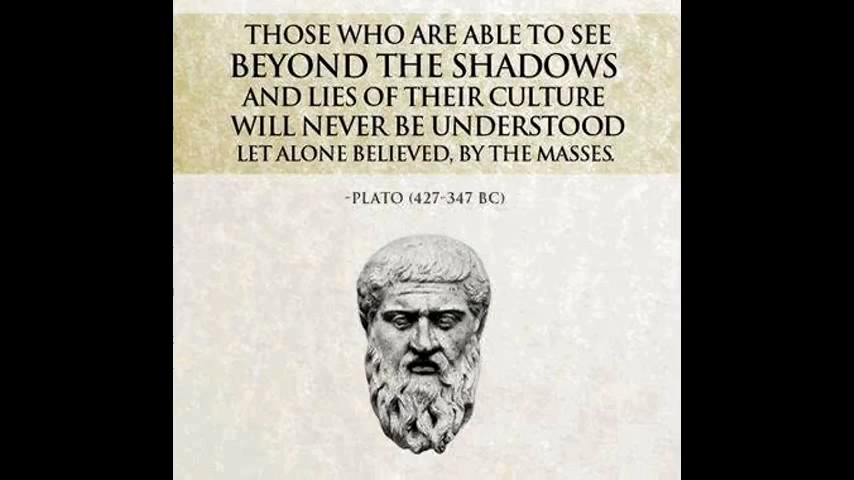 THOSE WHO ARE ABLE TO SEE
BEYOND THE SHADOWS
AND LIES OF THEIR CULTURE
WILL NEVER BE UNDERSTOOD
LET ALONE BELIEVED, BY THE MASSES.
-PLATO (427-347 BC)